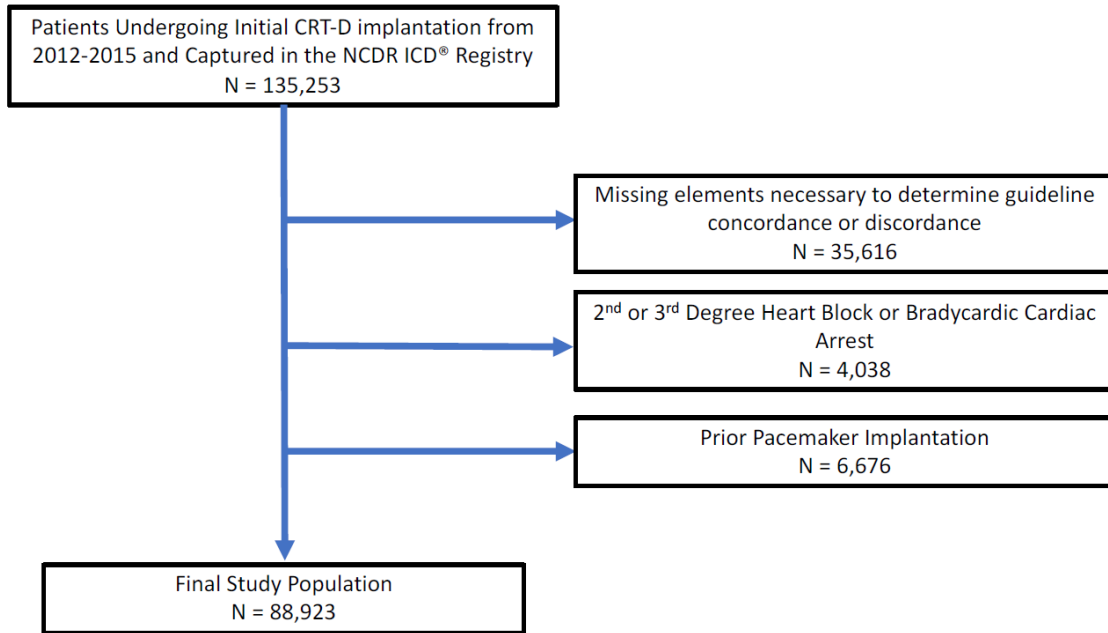 Patients Undergoing Initial CRT-D implantation from
2012-2015 and Captured in the NCDR ICD® Registry
N = 135,253
Missing elements necessary to determine guideline
concordance or discordance
N = 35,616
2nd or 3rd Degree Heart Block or Bradycardic Cardiac
Arrest
N = 4,038
Prior Pacemaker Implantation
N = 6,676
Final Study Population
N = 88,923